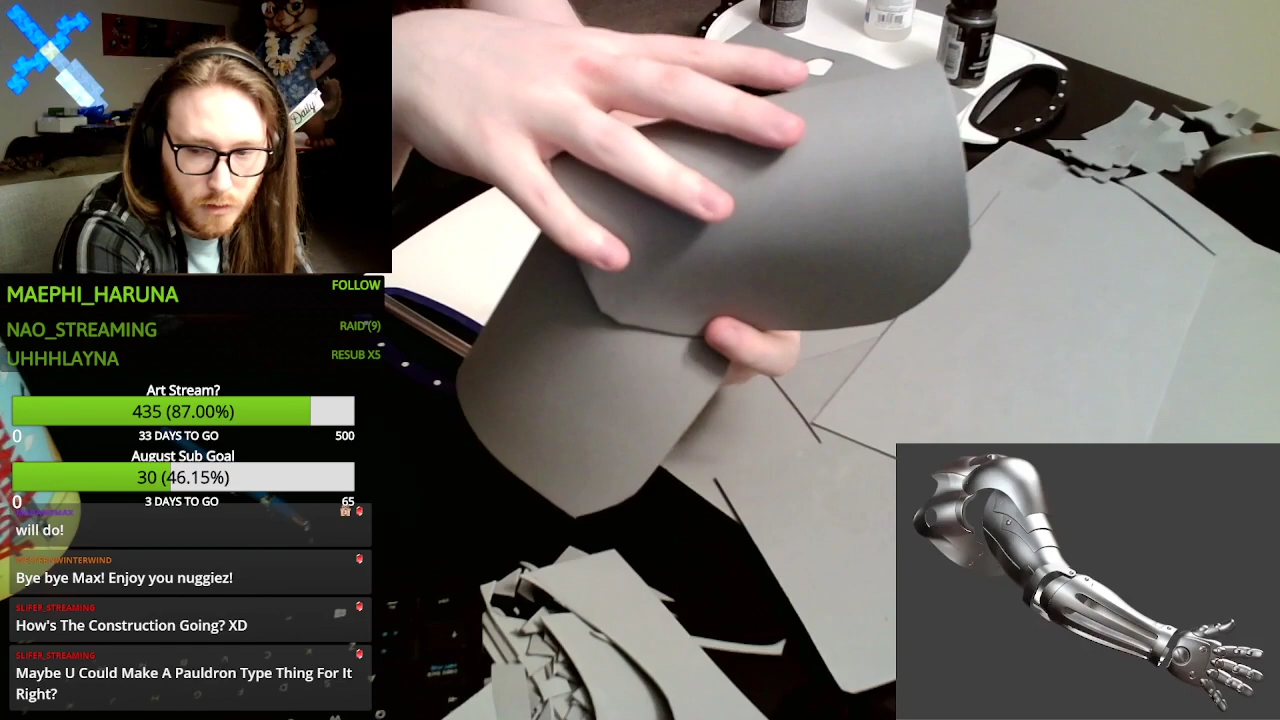 Daily
MAEPHI_HARUNA FOLLOW
NAO_STREAMING RAID (9)
UHHHLAYNA RESUB X5
Art Stream?
435 (87.00%)
0 33 DAYS TO GO 500
August Sub Goal
30 (46.15%)
0 3 DAYS TO GO 65
will do!
Bye bye Max! Enjoy you nuggiez!
SLIFER_STREAMING
How's The Construction Going? XD
SLIFER_STREAMING
Maybe U Could Make A Pauldron Type Thing For It
Right?